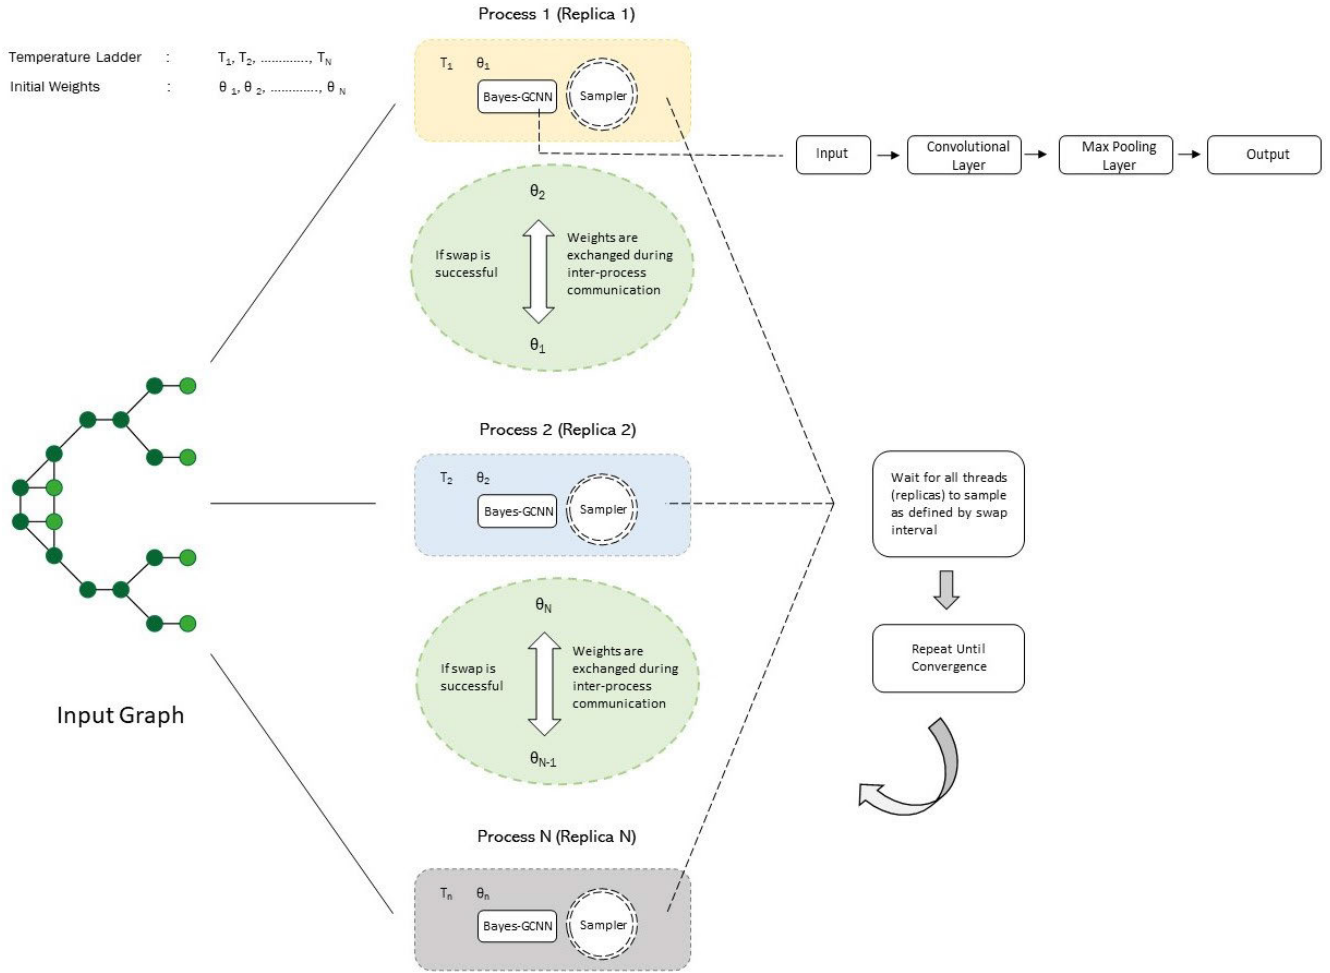 Process 1 (Replica 1)
Temperature Ladder : T1, T2, ............., TN
Initial Weights : θ 1, θ 2, ............., θ N
T1 θ1
Bayes-GCNN
Sampler
Input
Convolutional
Layer
Max Pooling
Layer
Output
θ2
If swap is
successful
Weights are
exchanged during
inter-process
communication
θ1
Process 2 (Replica 2)
T2 θ2
Bayes-GCNN
Sampler
Wait for all threads
(replicas) to sample
as defined by swap
interval
Repeat Until
Convergence
θN
If swap is
successful
Weights are
exchanged during
inter-process
communication
θN-1
Input Graph
Process N (Replica N)
Tn θn
Bayes-GCNN
Sampler